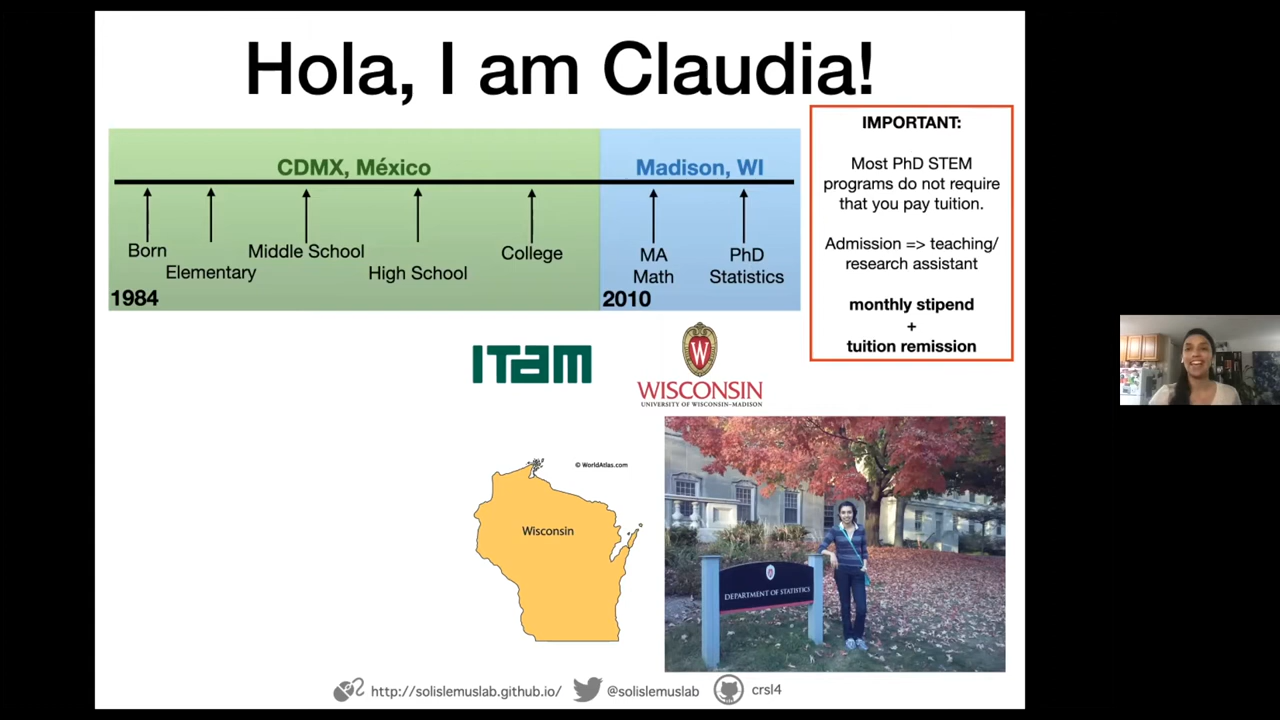 Hola, I am Claudia!
CDMX, México
Madison, WI
Born
Elementary
Middle School
High School
College
MA
Math
PhD
Statistics
1984
2010
IMPORTANT:
Most PhD STEM
programs do not require
that you pay tuition.
Admission => teaching/
research assistant
monthly stipend
+
tuition remission
ITAM
W
WISCONSIN
UNIVERSITY OF WISCONSIN-MADISON
© WorldAtlas.com
Wisconsin
DEPARTMENT OF STATISTICS
http://solislemuslab.github.io/
@solislemuslab
crsl4